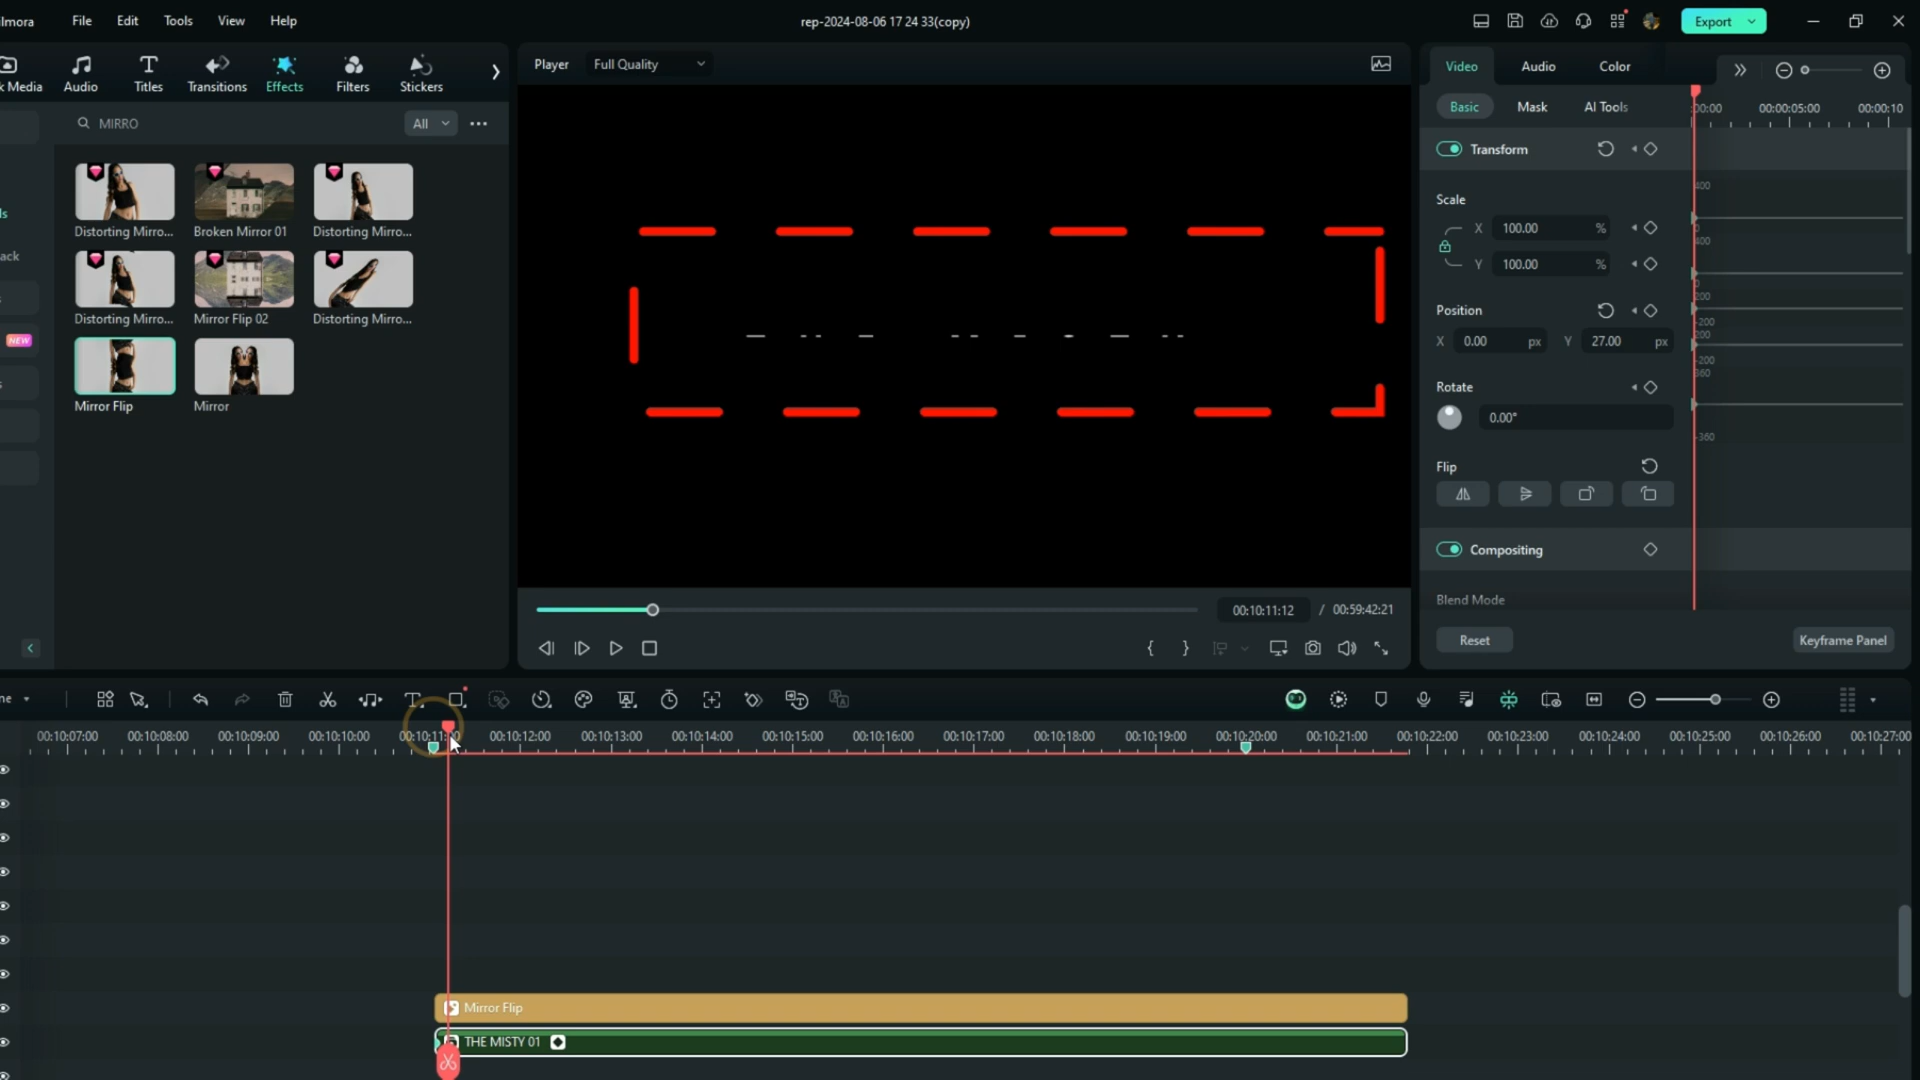 lmora File Edit Tools View Help rep-2024-08-06 17 24 33(copy) Export
k Media Audio Titles Transitions Effects Filters Stickers
MIRRO All
Distorting Mirro... Broken Mirror 01 Distorting Mirro...
Distorting Mirro... Mirror Flip 02 Distorting Mirro...
Mirror Flip Mirror
ls
ack
s
NEW
s
Player Full Quality
00:10:11:12 / 00:59:42:21
{ }
Video Audio Color
Basic Mask AI Tools
:00:00 00:00:05:00 00:00:10
Transform
Scale
X 100.00 %
Y 100.00 %
Position
X 0.00 px Y 27.00 px
Rotate
0.00°
Flip
Compositing
Blend Mode
Reset Keyframe Panel
400
0
400
0
200
-200
200
-200
360
-360
ne
00:10:07:00 00:10:08:00 00:10:09:00 00:10:10:00 00:10:11:00 00:10:12:00 00:10:13:00 00:10:14:00 00:10:15:00 00:10:16:00 00:10:17:00 00:10:18:00 00:10:19:00 00:10:20:00 00:10:21:00 00:10:22:00 00:10:23:00 00:10:24:00 00:10:25:00 00:10:26:00 00:10:27:00
Mirror Flip
THE MISTY 01